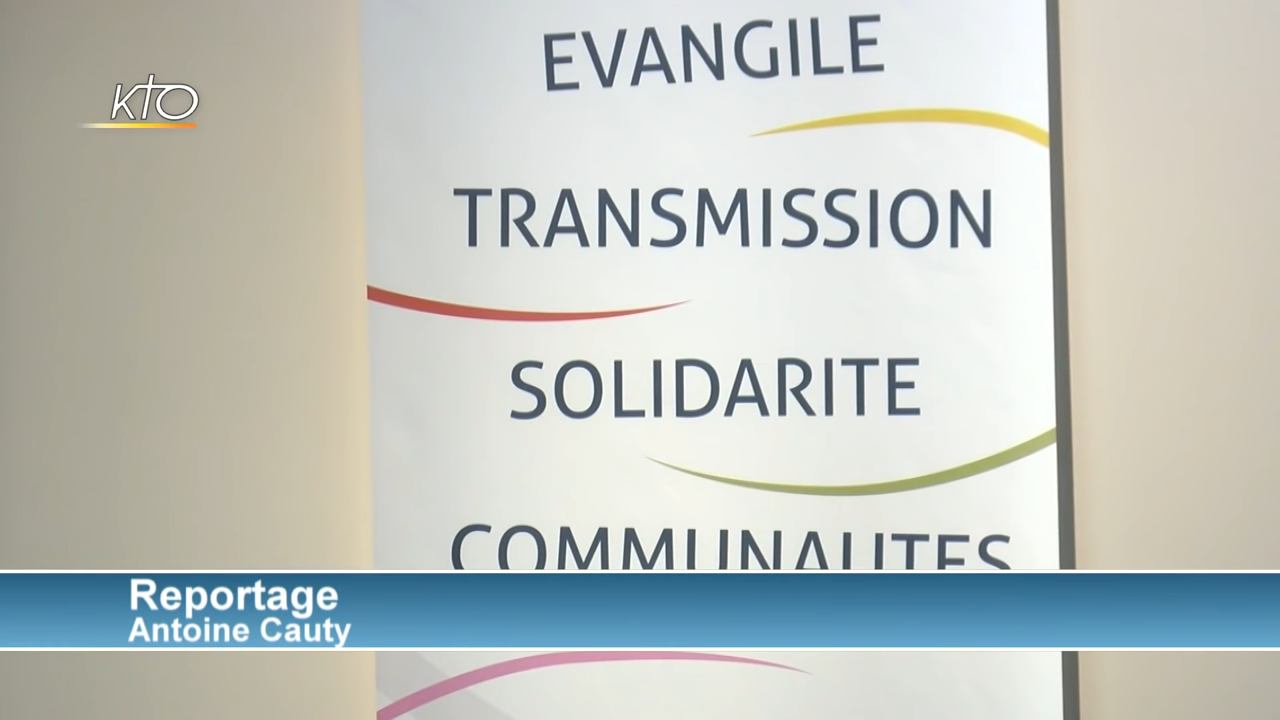 EVANGILE
KTO
TRANSMISSION
SOLIDARITE
COMMUNAUTES
Reportage
Antoine Cauty